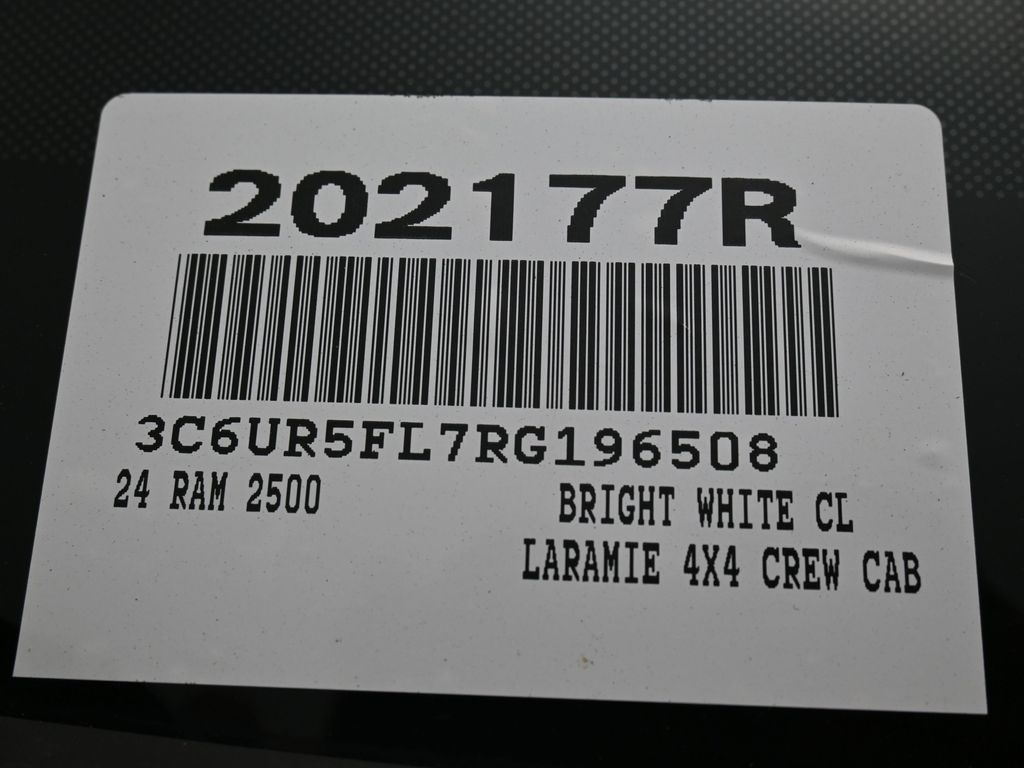 202177R
3C6UR5FL7RG196508
24 RAM 2500
BRIGHT WHITE CL
LARAMIE 4X4 CREW CAB